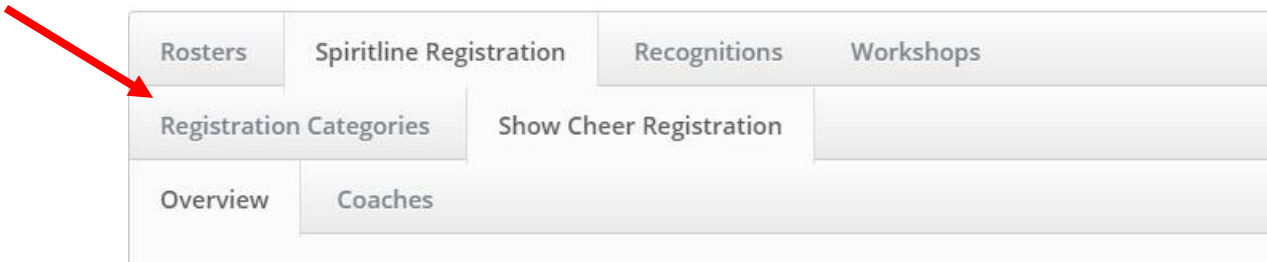 Rosters Spiritline Registration Recognitions Workshops
Registration Categories Show Cheer Registration
Overview Coaches